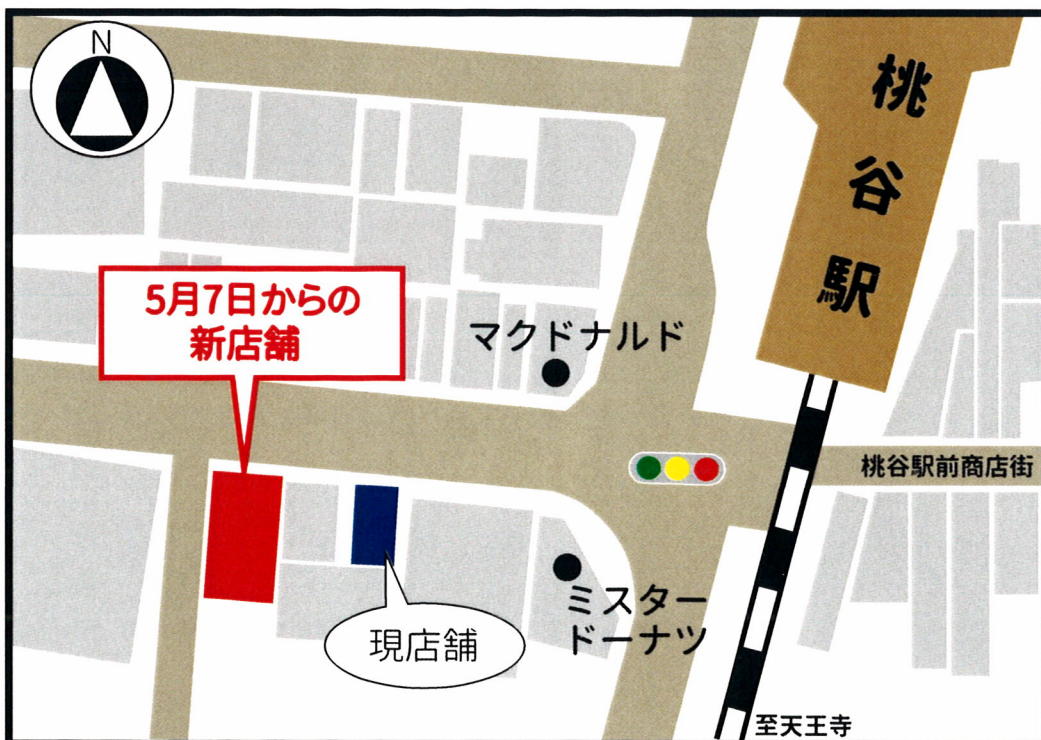 N
桃谷駅
5月7日からの
新店舗
マクドナルド
桃谷駅前商店街
ミスター
ドーナツ
現店舗
至天王寺